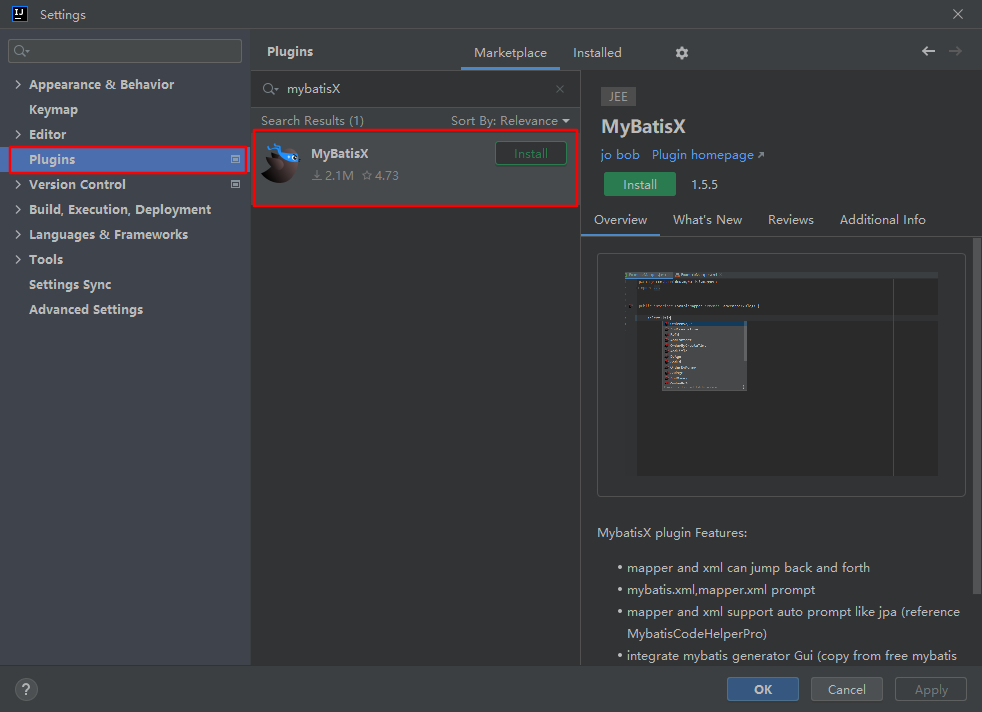 Settings
Appearance & Behavior
Keymap
Editor
Plugins
Version Control
Build, Execution, Deployment
Languages & Frameworks
Tools
Settings Sync
Advanced Settings
Plugins
Marketplace
Installed
mybatisX
Search Results (1)
Sort By: Relevance
MyBatisX
Install
2.1M
4.73
JEE
MyBatisX
jo bob Plugin homepage ↗
Install
1.5.5
Overview
What's New
Reviews
Additional Info
MybatisX plugin Features:
• mapper and xml can jump back and forth
• mybatis.xml,mapper.xml prompt
• mapper and xml support auto prompt like jpa (reference
MybatisCodeHelperPro)
• integrate mybatis generator Gui (copy from free mybatis
?
OK
Cancel
Apply